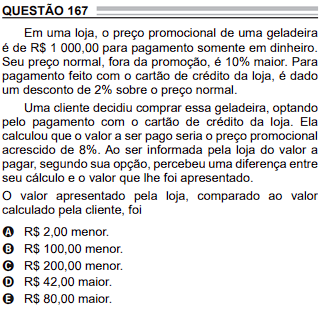 QUESTÃO 167
Em uma loja, o preço promocional de uma geladeira
é de R$ 1 000,00 para pagamento somente em dinheiro.
Seu preço normal, fora da promoção, é 10% maior. Para
pagamento feito com o cartão de crédito da loja, é dado
um desconto de 2% sobre o preço normal.
Uma cliente decidiu comprar essa geladeira, optando
pelo pagamento com o cartão de crédito da loja. Ela
calculou que o valor a ser pago seria o preço promocional
acrescido de 8%. Ao ser informada pela loja do valor a
pagar, segundo sua opção, percebeu uma diferença entre
seu cálculo e o valor que lhe foi apresentado.
O valor apresentado pela loja, comparado ao valor
calculado pela cliente, foi
A R$ 2,00 menor.
B R$ 100,00 menor.
C R$ 200,00 menor.
D R$ 42,00 maior.
E R$ 80,00 maior.